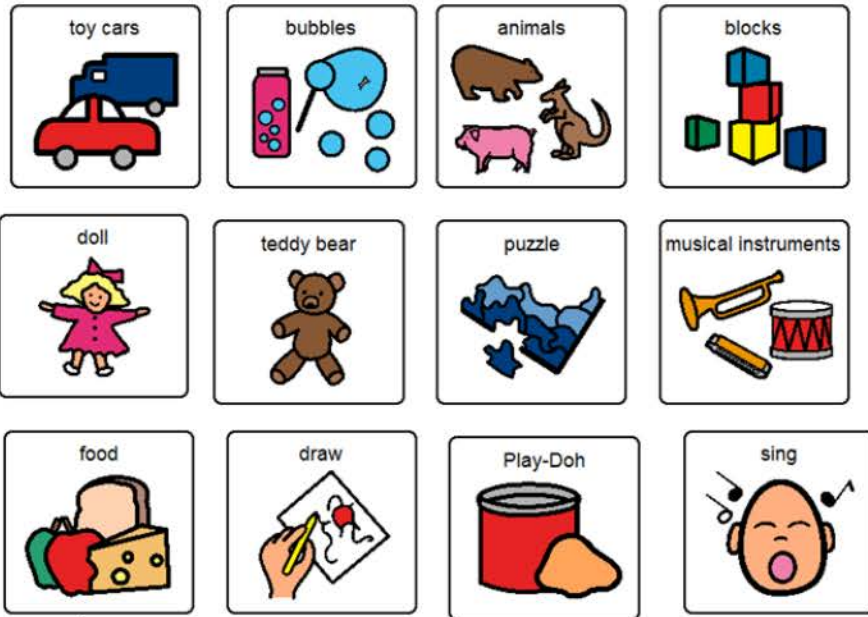 toy cars
bubbles
animals
blocks
doll
teddy bear
puzzle
musical instruments
food
draw
Play-Doh
sing